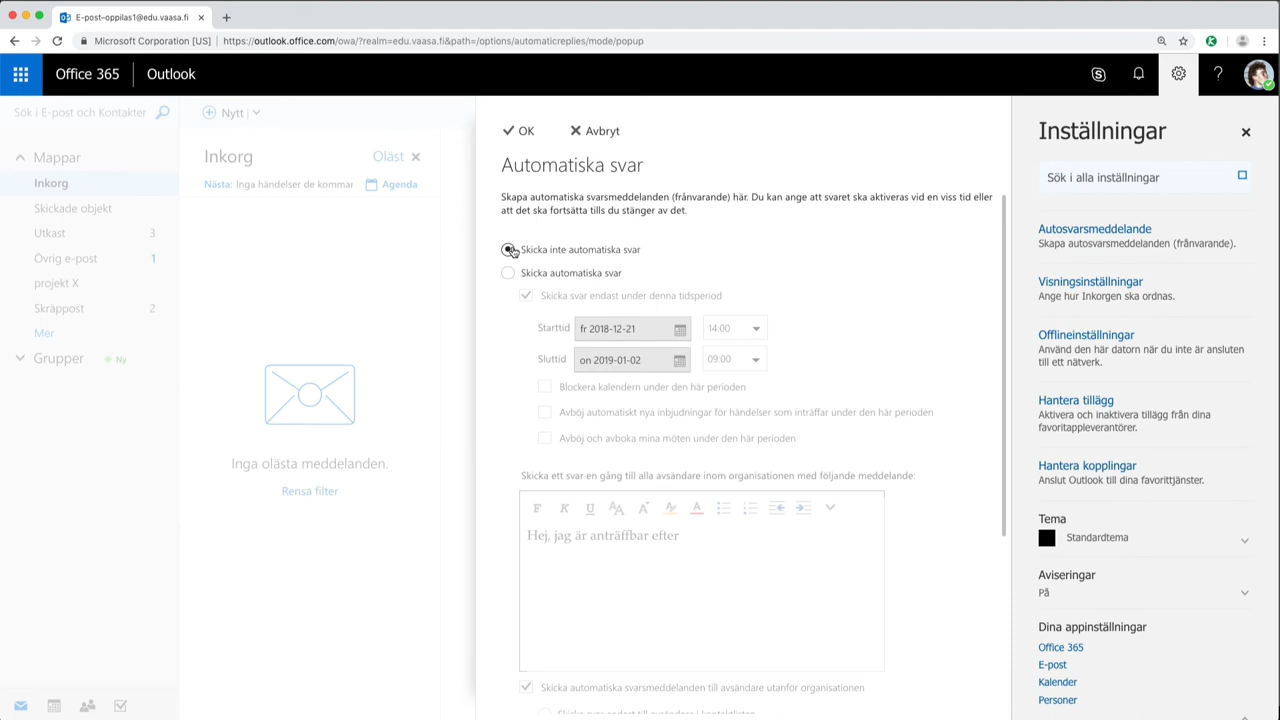 E-post–oppilas1@edu.vaasa.fi
Microsoft Corporation [US]
https://outlook.office.com/owa/?realm=edu.vaasa.fi&path=/options/automaticreplies/mode/popup
Office 365
Outlook
Sök i E-post och Kontakter
Mappar
Inkorg
Skickade objekt
Utkast 3
Övrig e-post 1
projekt X
Skräppost 2
Mer
Grupper Ny
Nytt
Inkorg
Oläst
Nästa: Inga händelser de kommar
Agenda
Inga olästa meddelanden.
Rensa filter
OK
Avbryt
Automatiska svar
Skapa automatiska svarsmeddelanden (frånvarande) här. Du kan ange att svaret ska aktiveras vid en viss tid eller
att det ska fortsätta tills du stänger av det.
Skicka inte automatiska svar
Skicka automatiska svar
Skicka svar endast under denna tidsperiod
Starttid fr 2018-12-21 14:00
Sluttid on 2019-01-02 09:00
Blockera kalendern under den här perioden
Avböj automatiskt nya inbjudningar för händelser som inträffar under den här perioden
Avböj och avboka mina möten under den här perioden
Skicka ett svar en gång till alla avsändare inom organisationen med följande meddelande:
F K U
Hej, jag är anträffbar efter
Skicka automatiska svarsmeddelanden till avsändare utanför organisationen
Skicka svar endast till avsändare i kontaktlistan
Inställningar
Sök i alla inställningar
Autosvarsmeddelande
Skapa autosvarsmeddelanden (frånvarande).
Visningsinställningar
Ange hur Inkorgen ska ordnas.
Offlineinställningar
Använd den här datorn när du inte är ansluten
till ett nätverk.
Hantera tillägg
Aktivera och inaktivera tillägg från dina
favoritappleverantörer.
Hantera kopplingar
Anslut Outlook till dina favorittjänster.
Tema
Standardtema
Aviseringar
På
Dina appinställningar
Office 365
E-post
Kalender
Personer